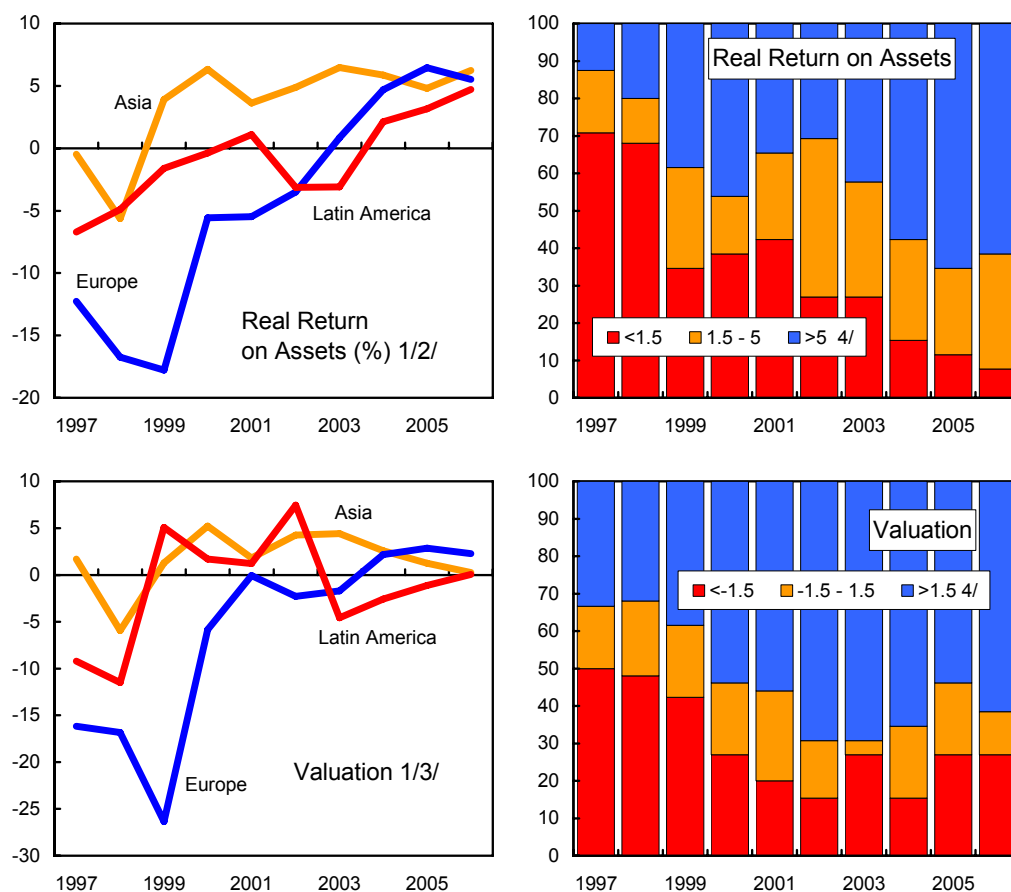 10
5
0
-5
-10
-15
-20
Asia
Latin America
Europe
Real Return
on Assets (%) 1/2/
1997 1999 2001 2003 2005
100
90
80
70
60
50
40
30
20
10
0
Real Return on Assets
<1.5 1.5 - 5 >5 4/
1997 1999 2001 2003 2005
10
5
0
-5
-10
-15
-20
-25
-30
Asia
Latin America
Europe
Valuation 1/3/
1997 1999 2001 2003 2005
100
90
80
70
60
50
40
30
20
10
0
Valuation
<-1.5 -1.5 - 1.5 >1.5 4/
1997 1999 2001 2003 2005